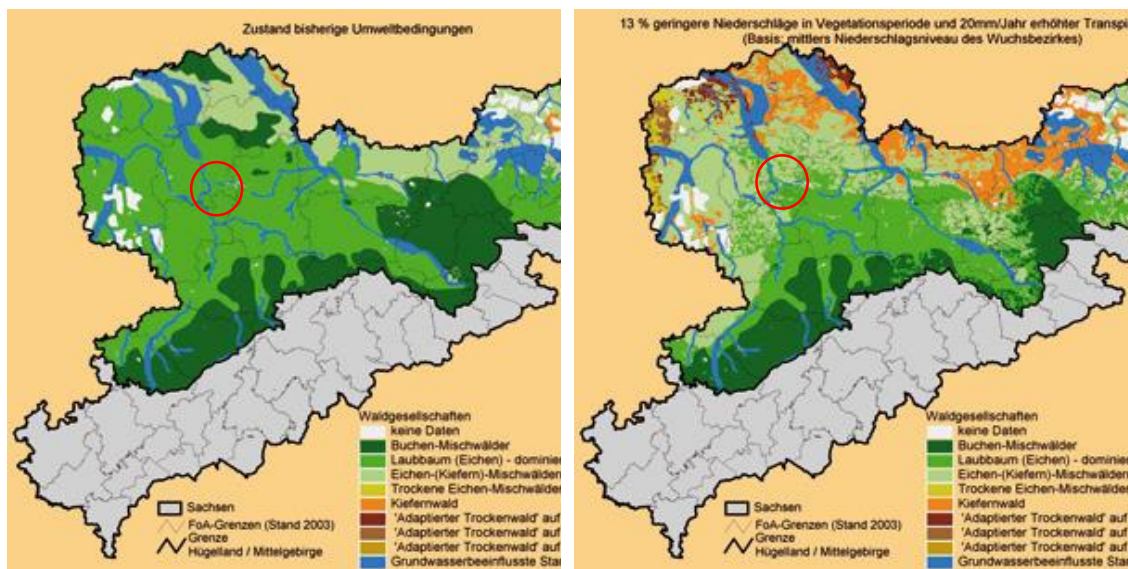 Zustand bisherige Umweltbedingungen
Waldgesellschaften
keine Daten
Buchen-Mischwälder
Laubbaum (Eichen) - dominie
Eichen-(Kiefern)-Mischwälder
Trockene Eichen-Mischwälder
Kiefernwald
'Adaptierter Trockenwald' auf
'Adaptierter Trockenwald' auf
'Adaptierter Trockenwald' auf
Grundwasserbeeinflusste Sta
Sachsen
FoA-Grenzen (Stand 2003)
Grenze
Hügelland / Mittelgebirge
13 % geringere Niederschläge in Vegetationsperiode und 20mm/Jahr erhöhter Transpi
(Basis: mittlers Niederschlagsniveau des Wuchsbezirkes)
Waldgesellschaften
keine Daten
Buchen-Mischwälder
Laubbaum (Eichen) - dominie
Eichen-(Kiefern)-Mischwälder
Trockene Eichen-Mischwälder
Kiefernwald
'Adaptierter Trockenwald' auf
'Adaptierter Trockenwald' auf
'Adaptierter Trockenwald' auf
Grundwasserbeeinflusste Sta
Sachsen
FoA-Grenzen (Stand 2003)
Grenze
Hügelland / Mittelgebirge